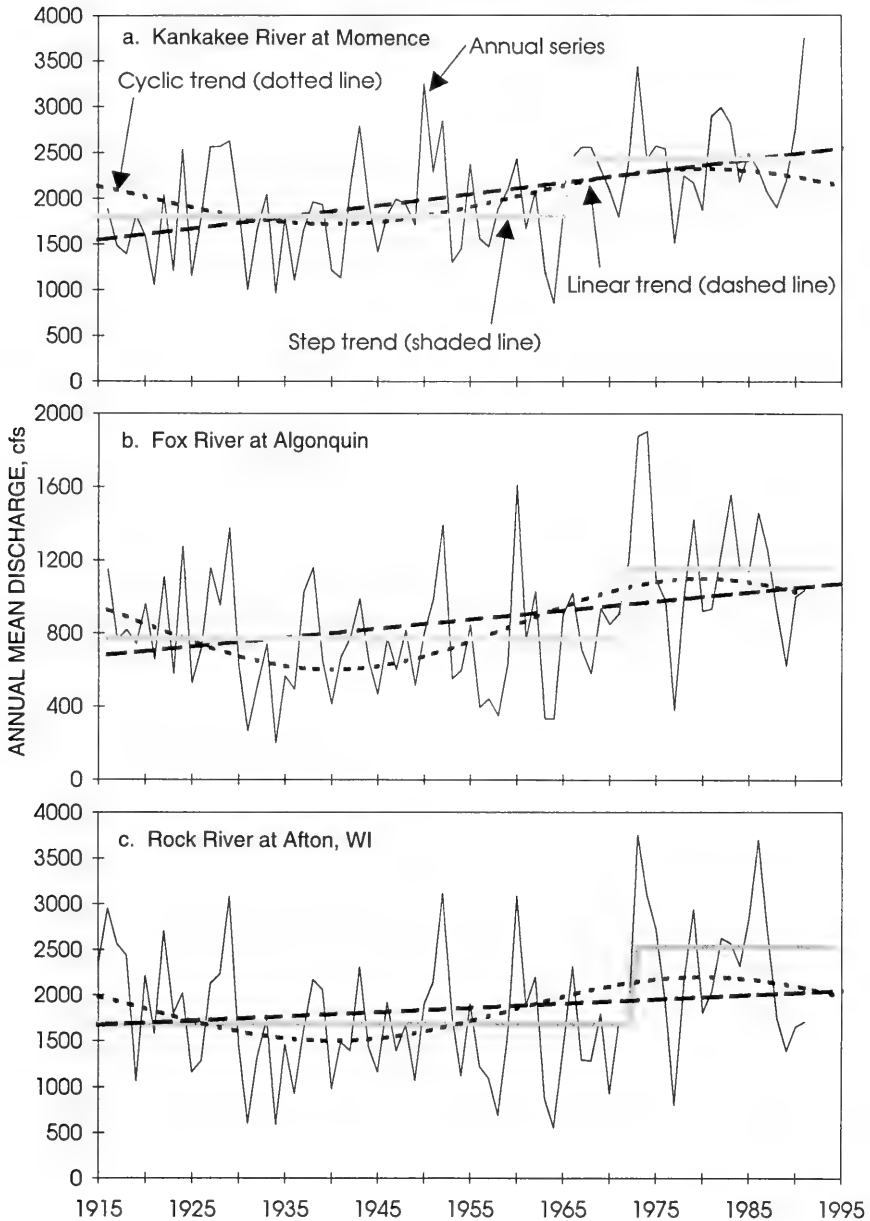 ANNUAL MEAN DISCHARGE, cfs
a. Kankakee River at Momence
Annual series
Cyclic trend (dotted line)
Linear trend (dashed line)
Step trend (shaded line)
4000
3500
3000
2500
2000
1500
1000
500
0
b. Fox River at Algonquin
2000
1600
1200
800
400
0
c. Rock River at Afton, WI
4000
3500
3000
2500
2000
1500
1000
500
0
1915 1925 1935 1945 1955 1965 1975 1985 1995